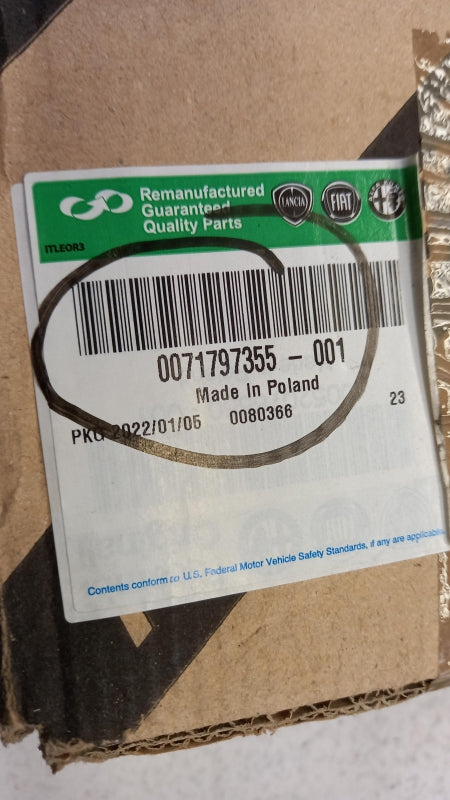 Remanufactured
Guaranteed
Quality Parts
LANCIA
FIAT
ITLEOR3
0071797355 - 001
Made In Poland
PKG 2022/01/05 0080366 23
Contents conform to U.S. Federal Motor Vehicle Safety Standards, if any are applicable.